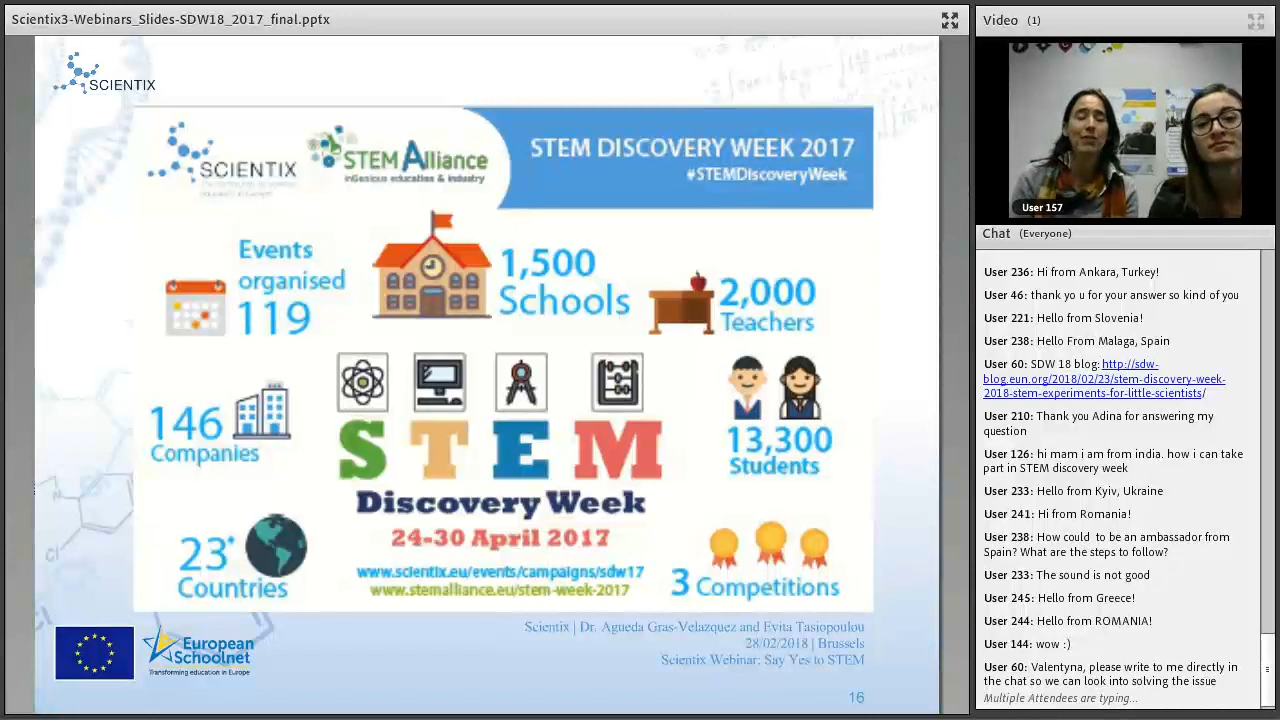 Scientix3-Webinars_Slides-SDW18_2017_final.pptx
SCIENTIX
SCIENTIX
STEM Alliance
inGenious education & industry
STEM DISCOVERY WEEK 2017
#STEMDiscoveryWeek
Events
organised
119
1,500
Schools
2,000
Teachers
146
Companies
STEM
Discovery Week
24-30 April 2017
www.scientix.eu/events/campaigns/sdw17
www.stemalliance.eu/stem-week-2017
13,300
Students
23*
Countries
3 Competitions
European
Schoolnet
Transforming education in Europe
Scientix | Dr. Agueda Gras-Velazquez and Evita Tasiopoulou
28/02/2018 | Brussels
Scientix Webinar: Say Yes to STEM
16
Video (1)
User 157
Chat (Everyone)
User 236: Hi from Ankara, Turkey!
User 46: thank yo u for your answer so kind of you
User 221: Hello from Slovenia!
User 238: Hello From Malaga, Spain
User 60: SDW 18 blog: http://sdw-
blog.eun.org/2018/02/23/stem-discovery-week-
2018-stem-experiments-for-little-scientists/
User 210: Thank you Adina for answering my
question
User 126: hi mam i am from india. how i can take
part in STEM discovery week
User 233: Hello from Kyiv, Ukraine
User 241: Hi from Romania!
User 238: How could to be an ambassador from
Spain? What are the steps to follow?
User 233: The sound is not good
User 245: Hello from Greece!
User 244: Hello from ROMANIA!
User 144: wow :)
User 60: Valentyna, please write to me directly in
the chat so we can look into solving the issue
Multiple Attendees are typing...